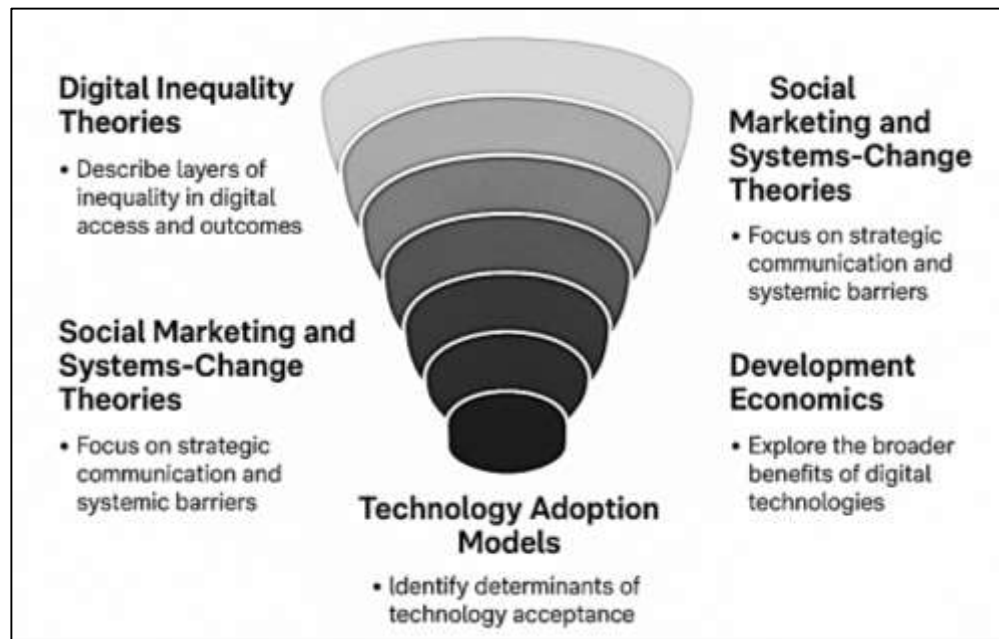 Digital Inequality
Theories
• Describe layers of
inequality in digital
access and outcomes
Social Marketing and
Systems-Change
Theories
• Focus on strategic
communication and
systemic barriers
Social
Marketing and
Systems-Change
Theories
• Focus on strategic
communication and
systemic barriers
Development
Economics
• Explore the broader
benefits of digital
technologies
Technology Adoption
Models
• Identify determinants of
technology acceptance